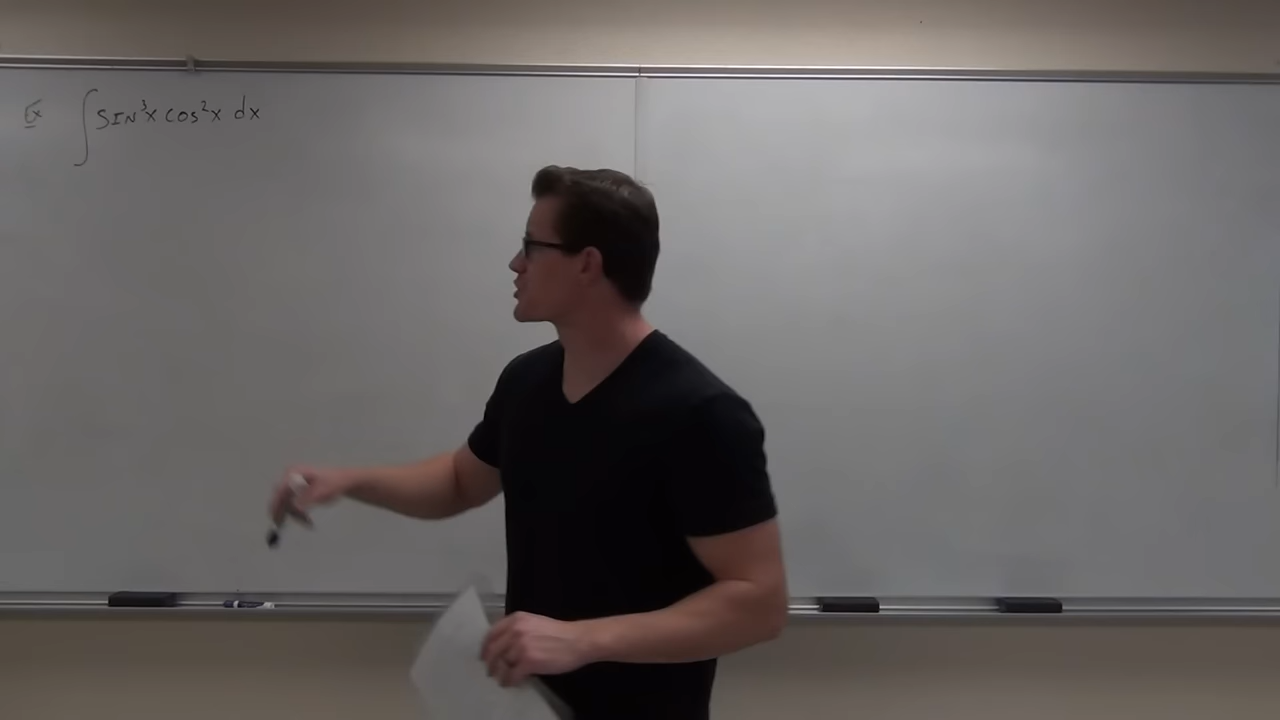 Ex ∫ SIN³x COS²x dx